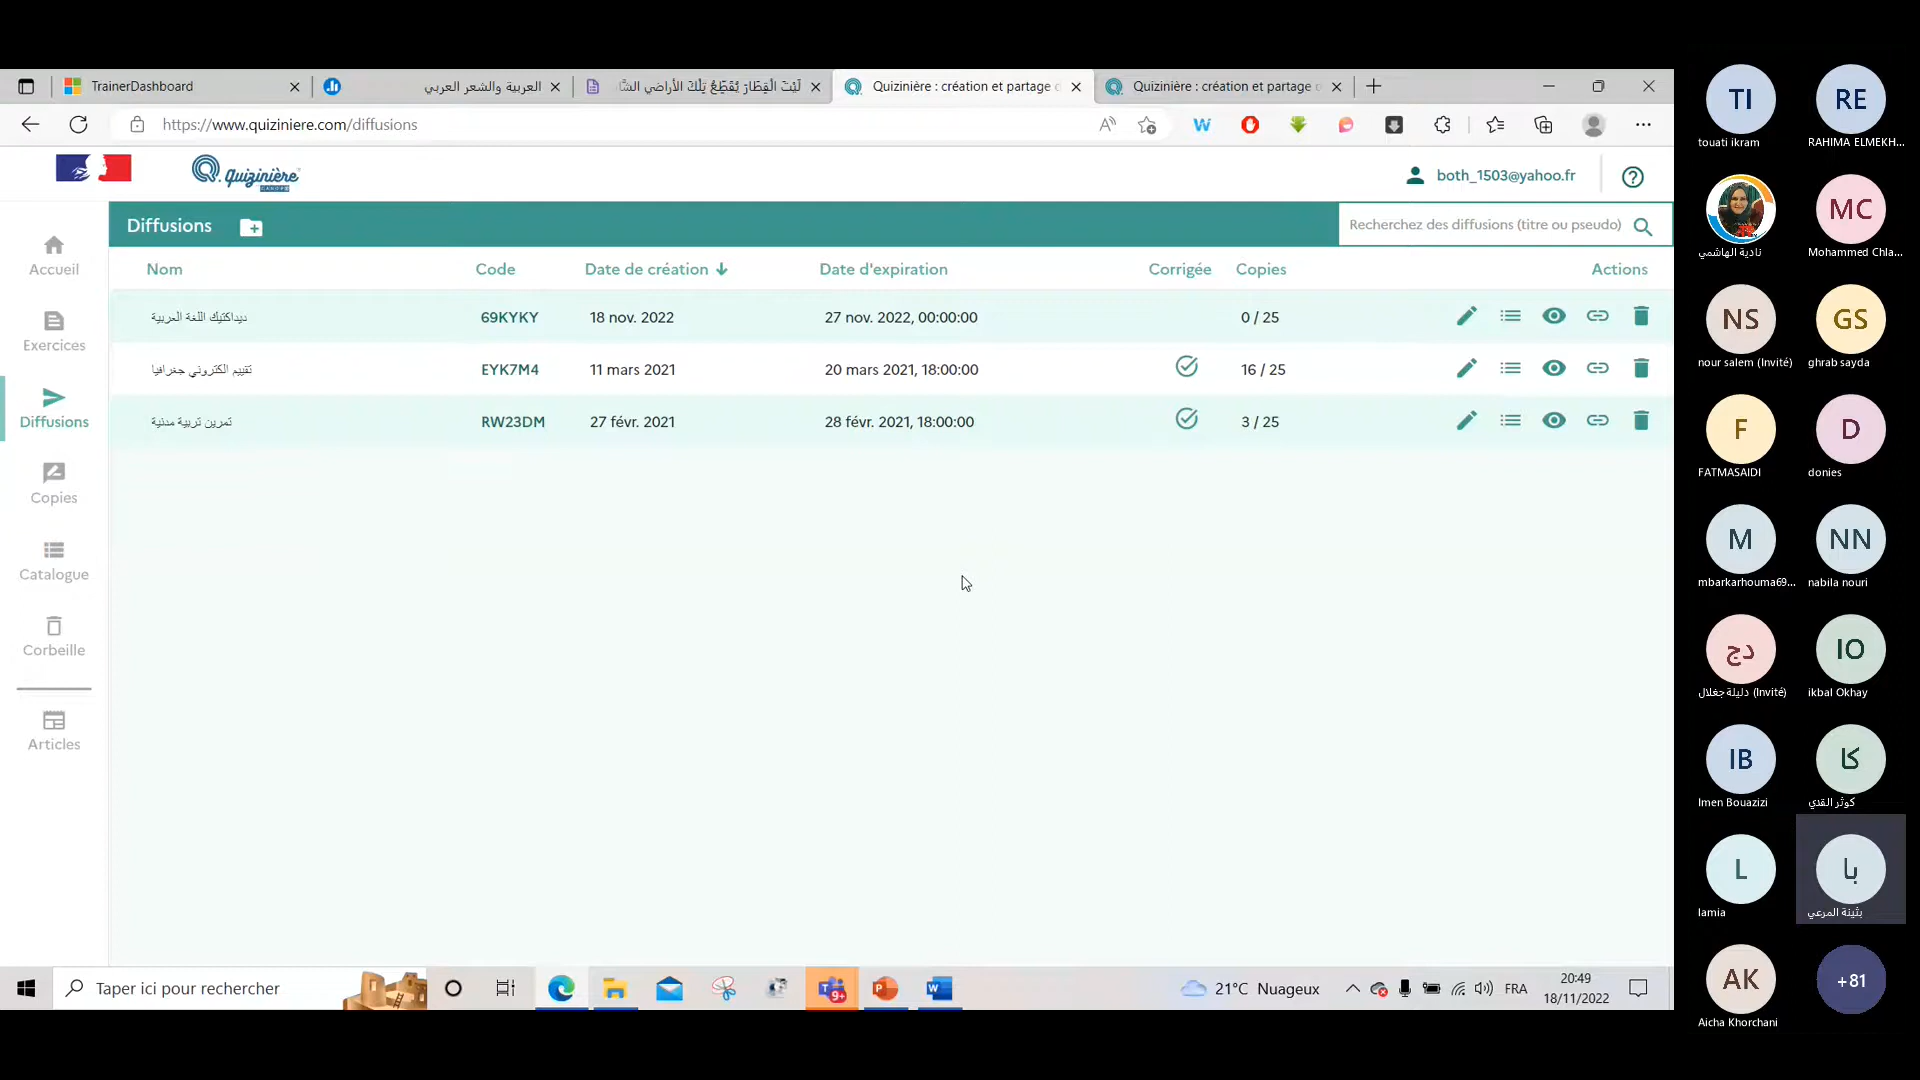 TrainerDashboard
العربية والشعر العربي
لَيْتَ الْقِطَارَ يُقَطِّعُ تِلْكَ الأراضي
Quizinière : création et partage
Quizinière : création et partage
https://www.quiziniere.com/diffusions
Quizinière
CANOPÉ
both_1503@yahoo.fr
Diffusions
Recherchez des diffusions (titre ou pseudo)
Accueil
Exercices
Diffusions
Copies
Catalogue
Corbeille
Articles
Nom Code Date de création Date d'expiration Corrigée Copies Actions
ديداكتيك اللغة العربية 69KYKY 18 nov. 2022 27 nov. 2022, 00:00:00 0 / 25
تقييم الكتروني جغرافيا EYK7M4 11 mars 2021 20 mars 2021, 18:00:00 16 / 25
تمرين تربية مدنية RW23DM 27 févr. 2021 28 févr. 2021, 18:00:00 3 / 25
Taper ici pour rechercher
9+
21°C Nuageux
FRA
20:49
18/11/2022
TI
touati ikram
RE
RAHIMA ELMEKH...
نادية الهاشمي
MC
Mohammed Chla...
NS
nour salem (Invité)
GS
ghrab sayda
F
FATMASAIDI
D
donies
M
mbarkarhouma69...
NN
nabila nouri
دج
دليلة جغلال (Invité)
IO
ikbal Okhay
IB
Imen Bouazizi
كا
كوثر القدي
L
lamia
با
بثينة المرعي
AK
Aicha Khorchani
+81